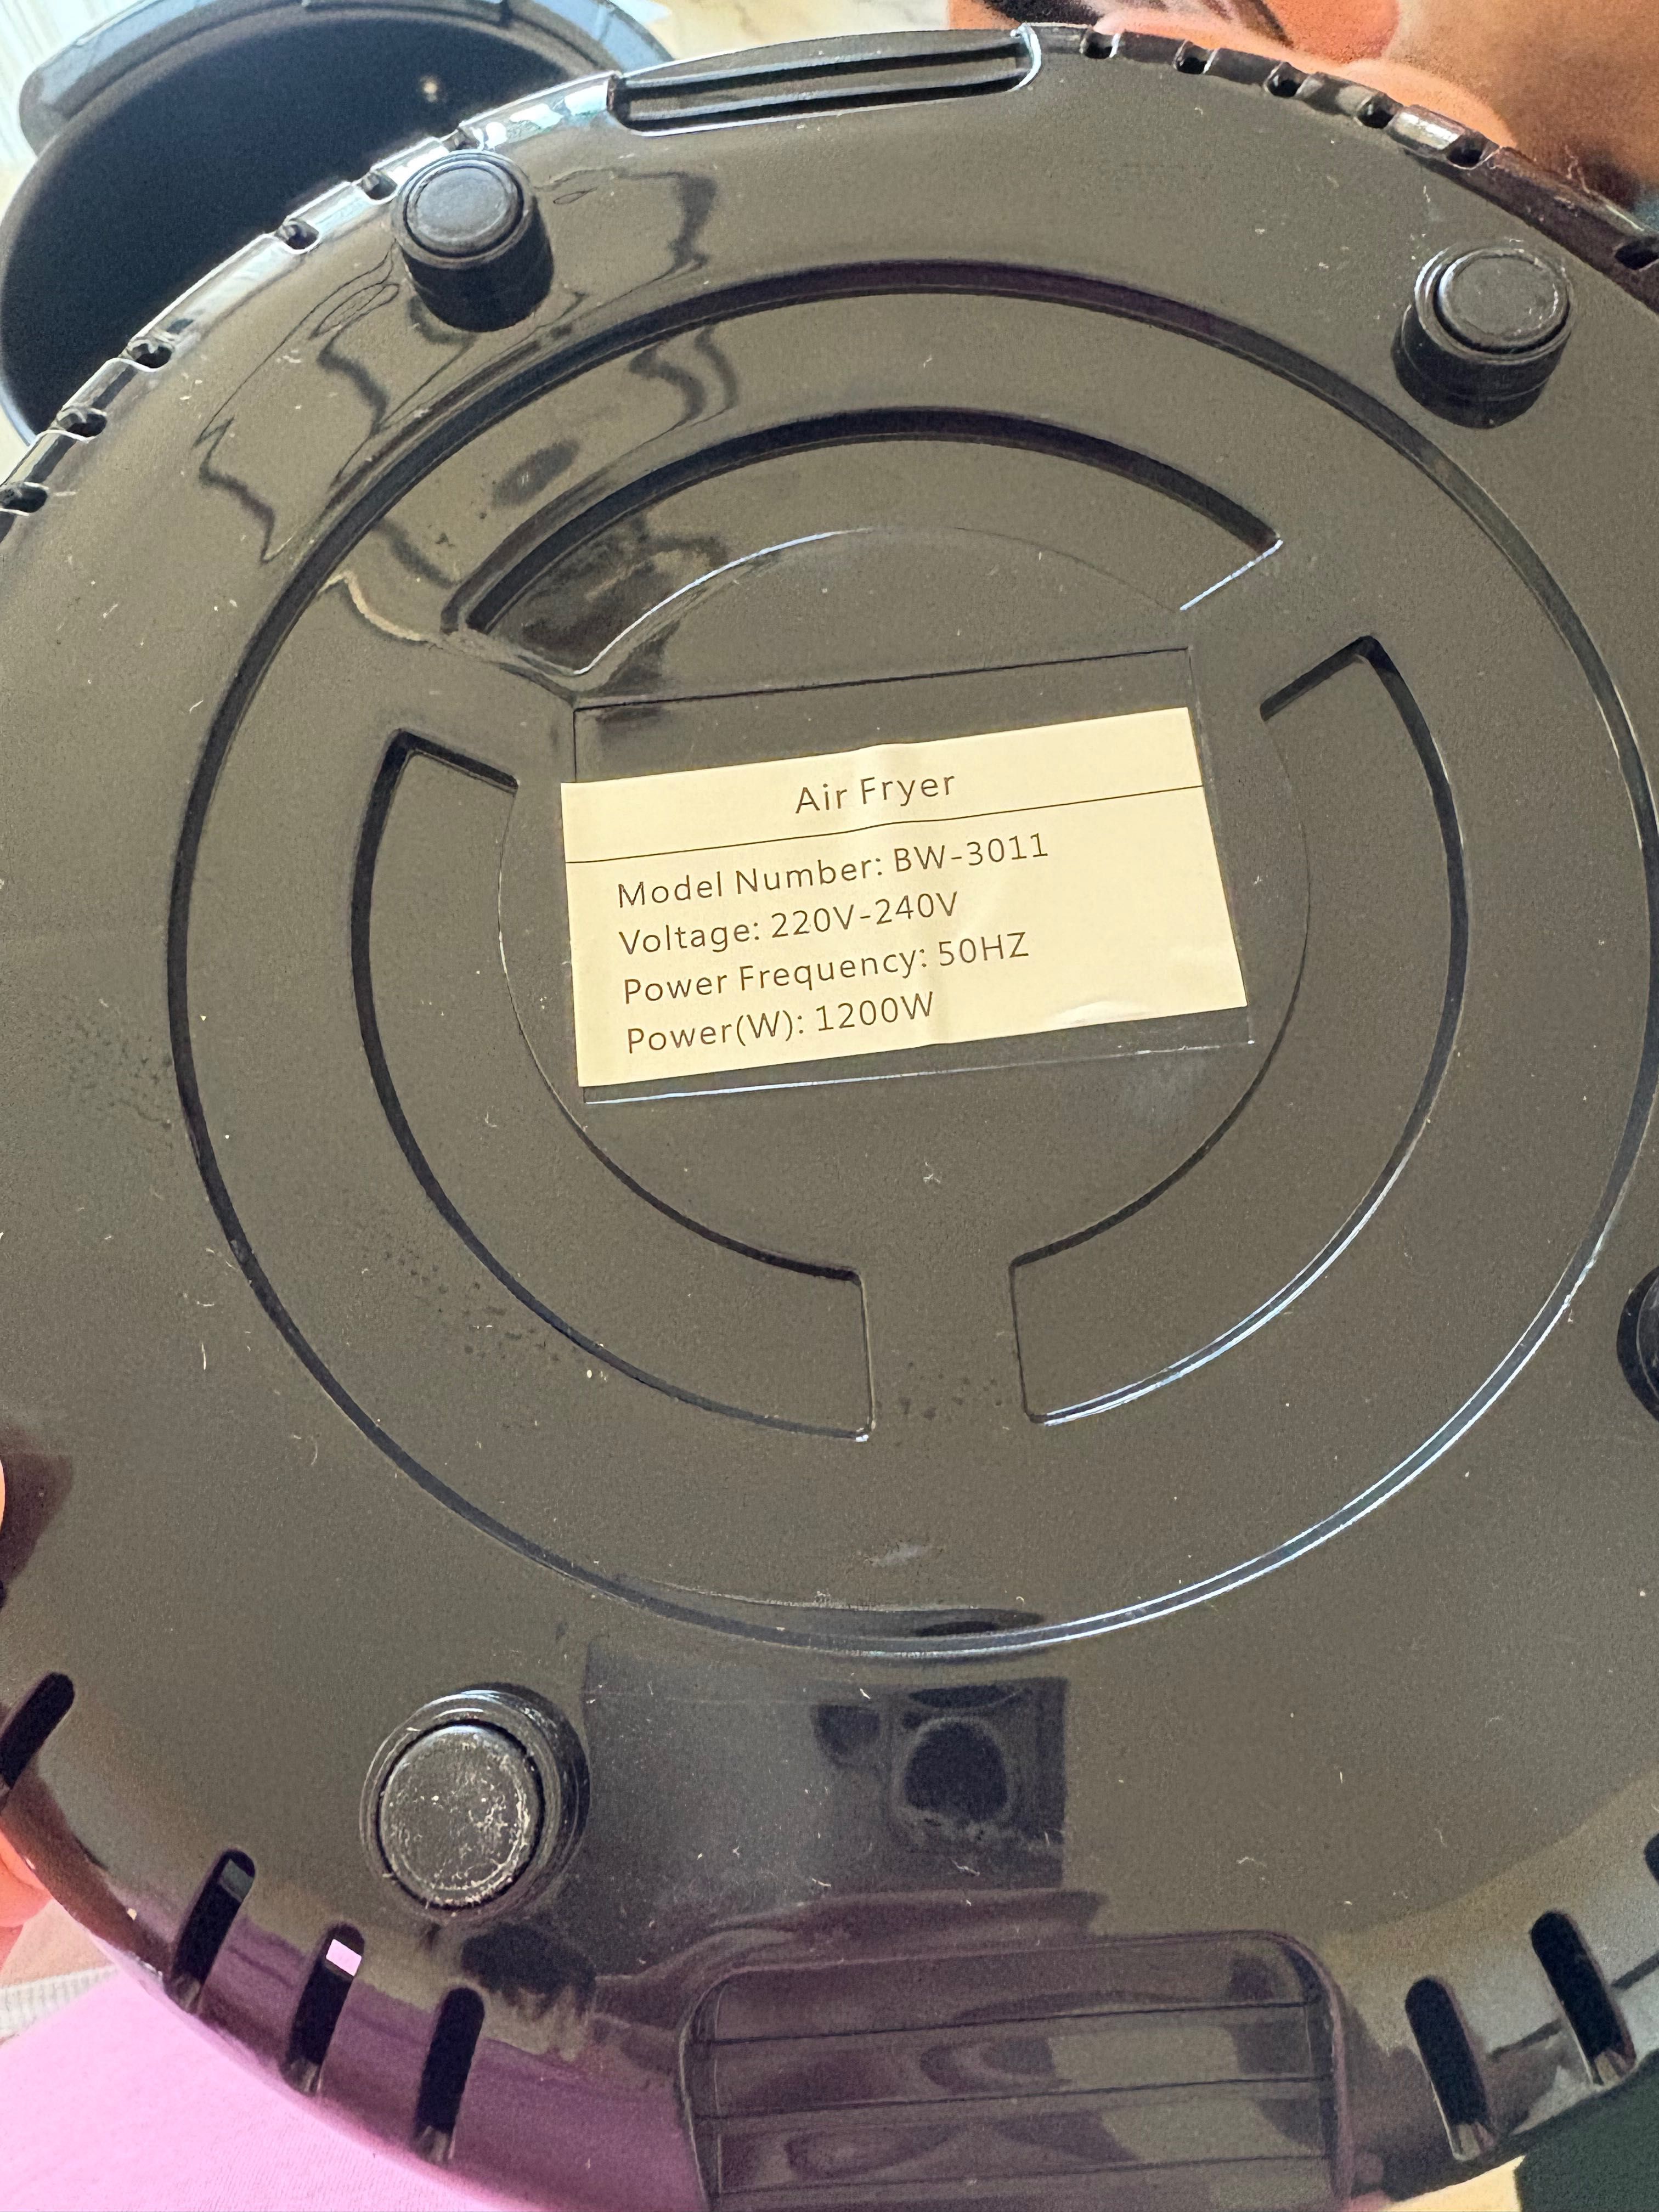 Air Fryer
Model Number: BW-3011
Voltage: 220V-240V
Power Frequency: 50HZ
Power(W): 1200W